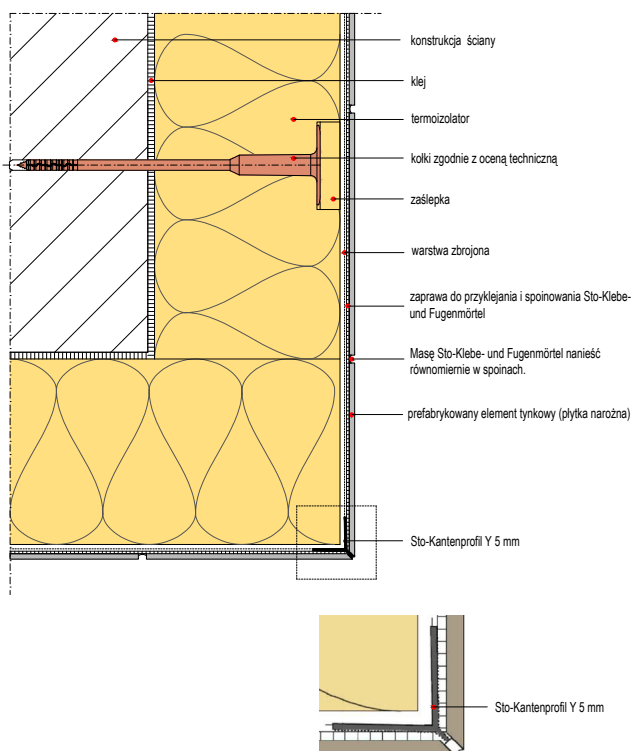 konstrukcja ściany
klej
termoizolator
kołki zgodnie z oceną techniczną
zaślepka
warstwa zbrojona
zaprawa do przyklejania i spoinowania Sto-Klebe-
und Fugenmörtel
Masę Sto-Klebe- und Fugenmörtel nanieść
równomiernie w spoinach.
prefabrykowany element tynkowy (płytka narożna)
Sto-Kantenprofil Y 5 mm
Sto-Kantenprofil Y 5 mm